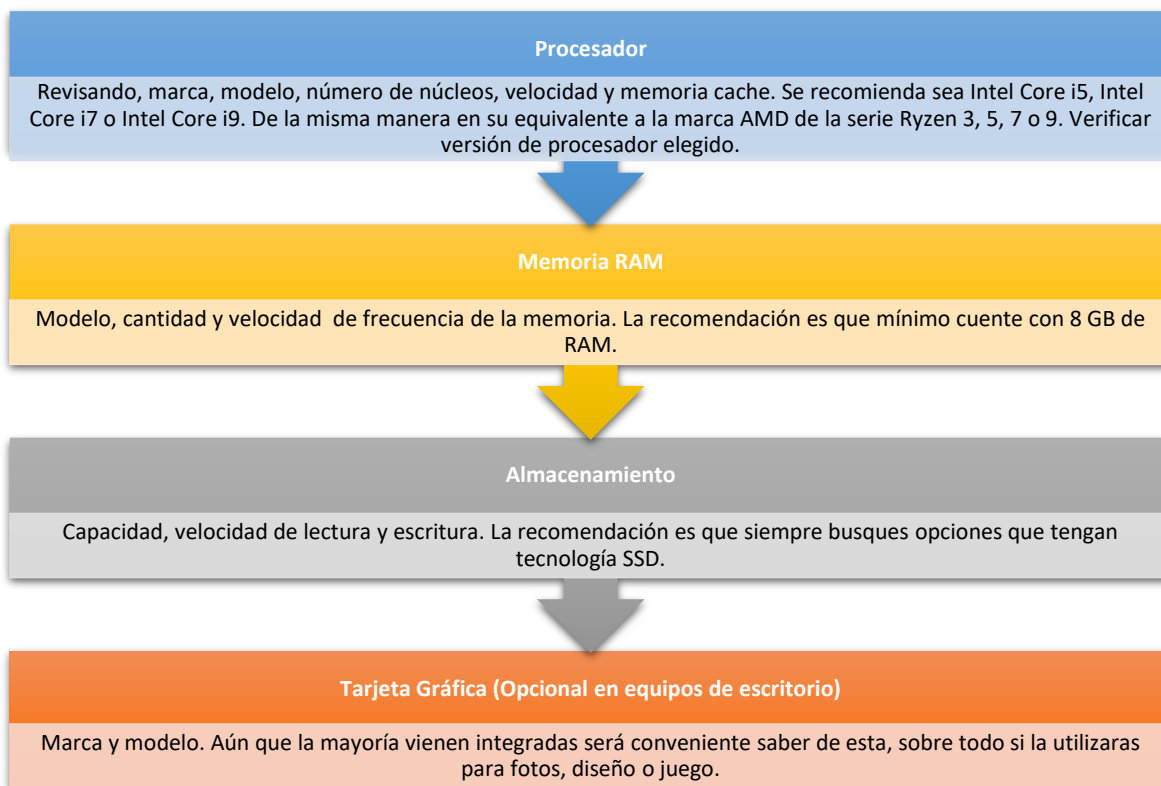 Procesador
Revisando, marca, modelo, número de núcleos, velocidad y memoria cache. Se recomienda sea Intel Core i5, Intel
Core i7 o Intel Core i9. De la misma manera en su equivalente a la marca AMD de la serie Ryzen 3, 5, 7 o 9. Verificar
versión de procesador elegido.
Memoria RAM
Modelo, cantidad y velocidad de frecuencia de la memoria. La recomendación es que mínimo cuente con 8 GB de
RAM.
Almacenamiento
Capacidad, velocidad de lectura y escritura. La recomendación es que siempre busques opciones que tengan
tecnología SSD.
Tarjeta Gráfica (Opcional en equipos de escritorio)
Marca y modelo. Aún que la mayoría vienen integradas será conveniente saber de esta, sobre todo si la utilizaras
para fotos, diseño o juego.